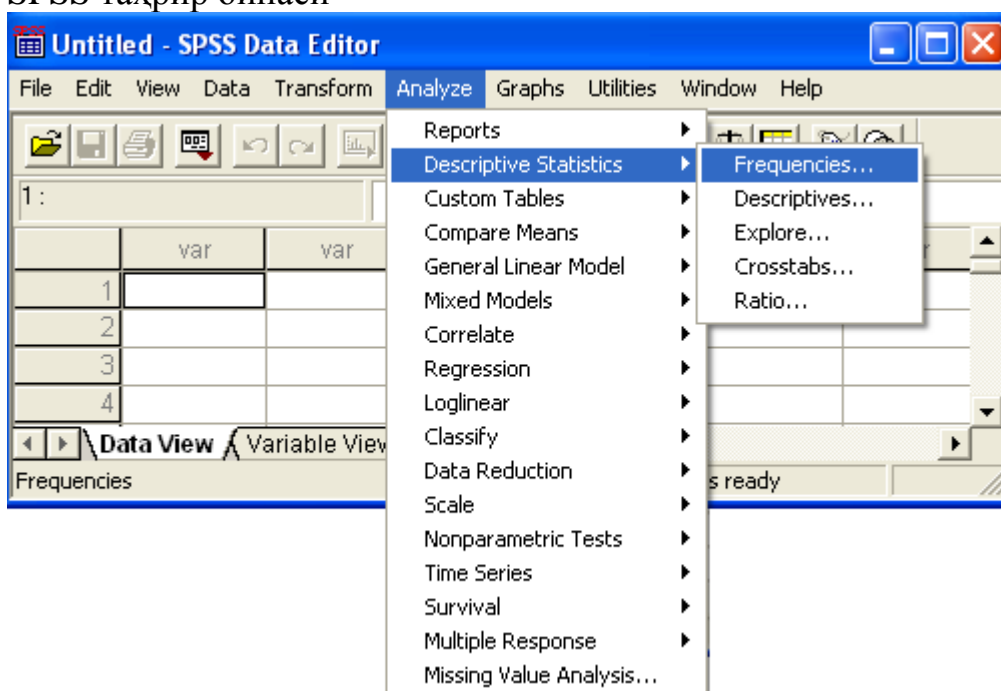 SPSS таҳрир ойнаси
Untitled - SPSS Data Editor
File Edit View Data Transform Analyze Graphs Utilities Window Help
1 :
var var
1
2
3
4
Data View Variable View
Frequencies s ready
Reports
Descriptive Statistics
Custom Tables
Compare Means
General Linear Model
Mixed Models
Correlate
Regression
Loglinear
Classify
Data Reduction
Scale
Nonparametric Tests
Time Series
Survival
Multiple Response
Missing Value Analysis...
Frequencies...
Descriptives...
Explore...
Crosstabs...
Ratio...